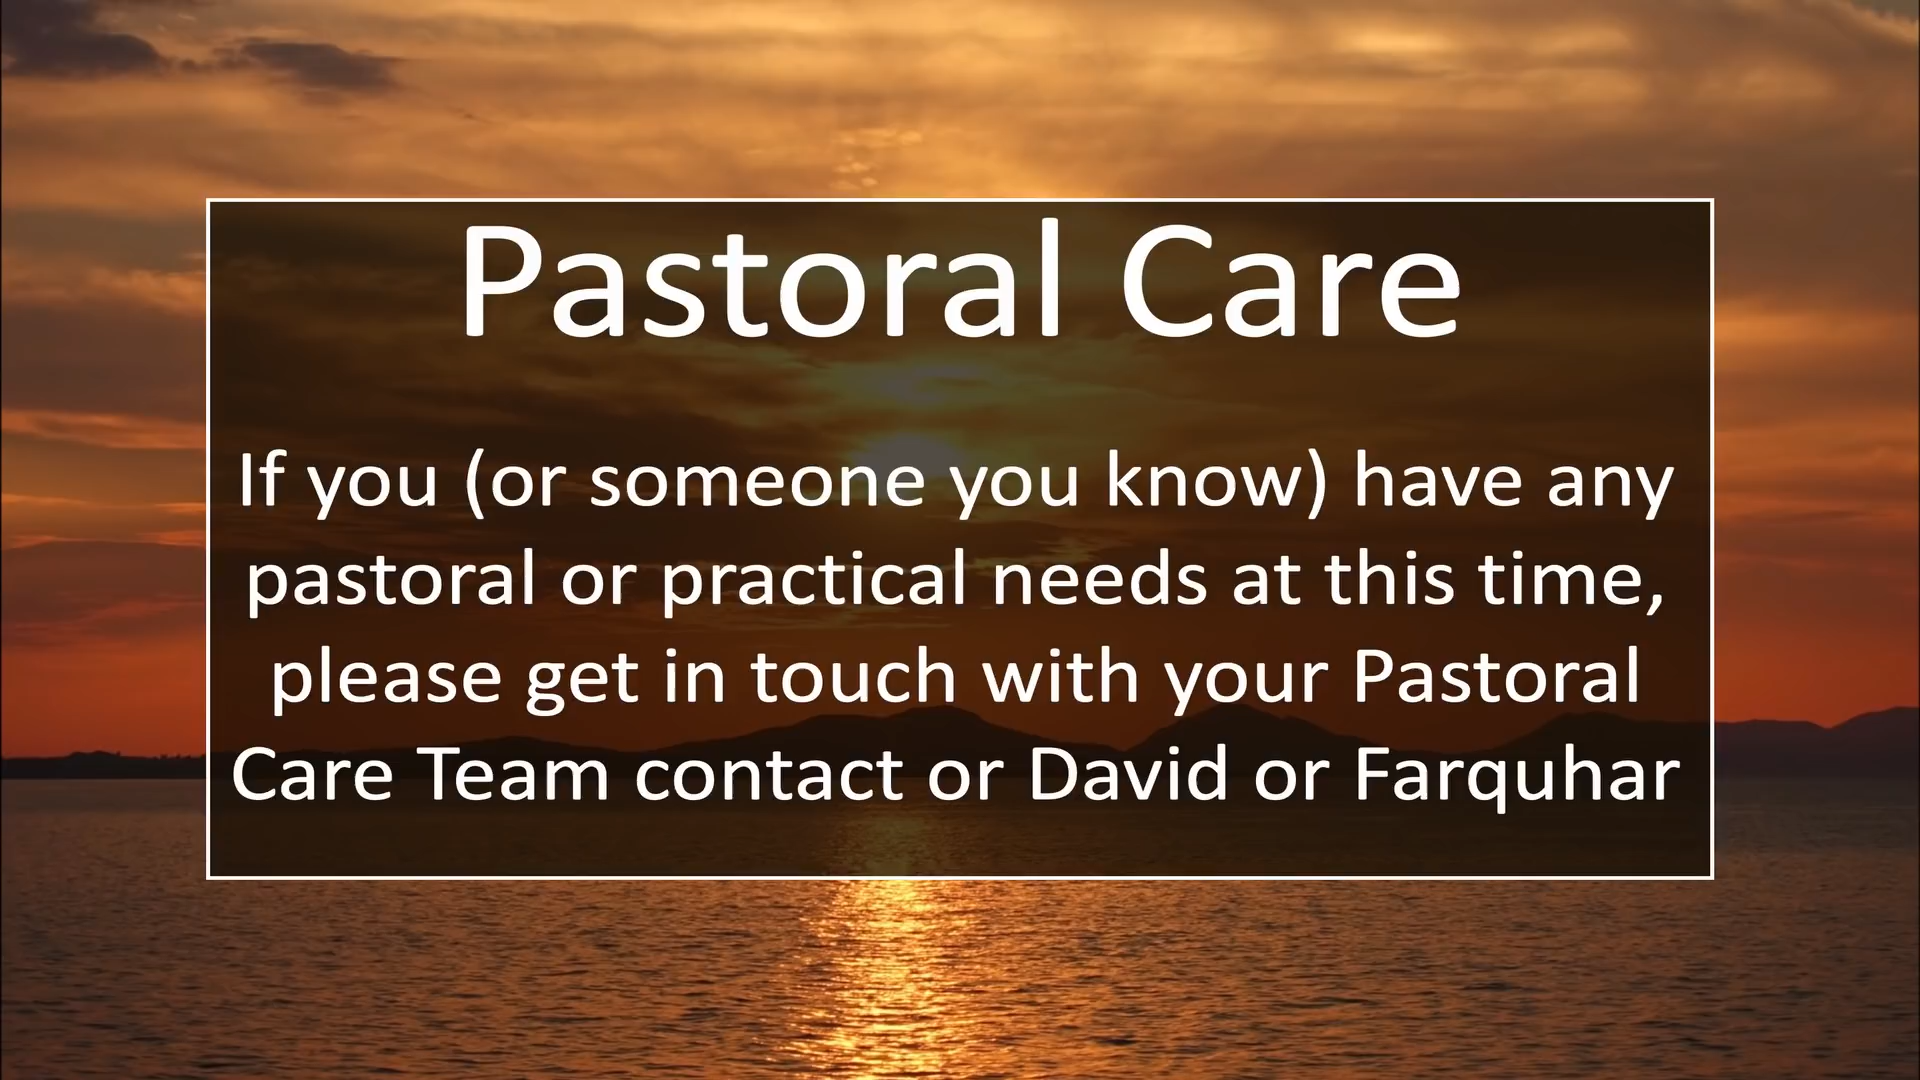 Pastoral Care
If you (or someone you know) have any
pastoral or practical needs at this time,
please get in touch with your Pastoral
Care Team contact or David or Farquhar